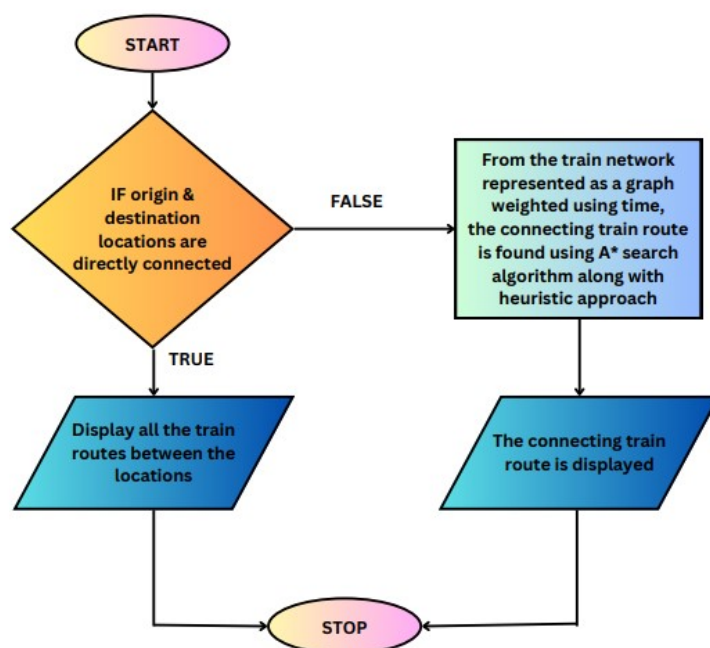 START
IF origin &
destination
locations are
directly connected
FALSE
From the train network
represented as a graph
weighted using time,
the connecting train route
is found using A* search
algorithm along with
heuristic approach
TRUE
Display all the train
routes between the
locations
The connecting train
route is displayed
STOP